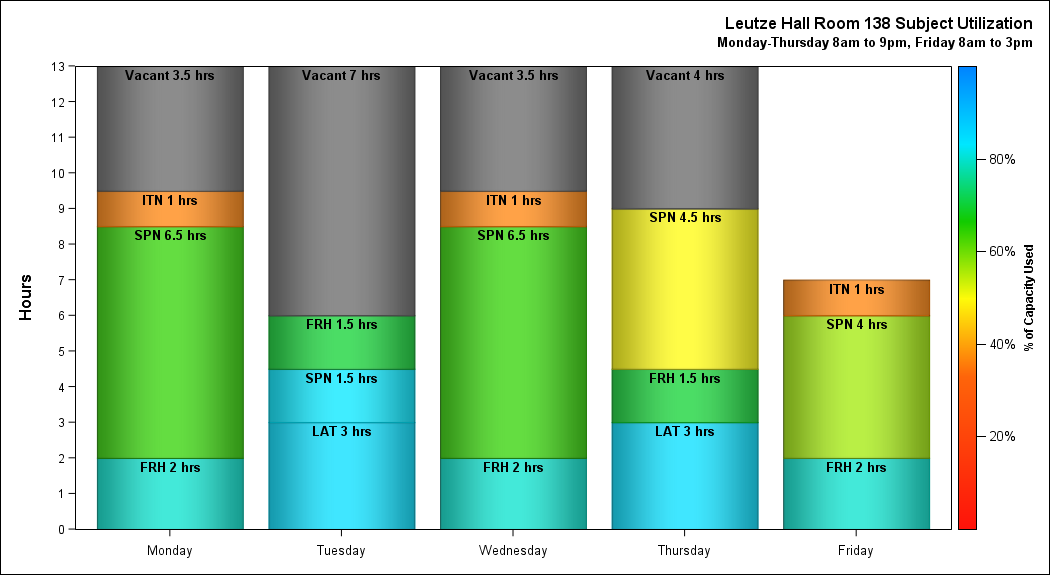 Leutze Hall Room 138 Subject Utilization
Monday-Thursday 8am to 9pm, Friday 8am to 3pm
Hours
13
12
11
10
9
8
7
6
5
4
3
2
1
0
Vacant 3.5 hrs
ITN 1 hrs
SPN 6.5 hrs
FRH 2 hrs
Monday
Vacant 7 hrs
FRH 1.5 hrs
SPN 1.5 hrs
LAT 3 hrs
Tuesday
Vacant 3.5 hrs
ITN 1 hrs
SPN 6.5 hrs
FRH 2 hrs
Wednesday
Vacant 4 hrs
SPN 4.5 hrs
FRH 1.5 hrs
LAT 3 hrs
Thursday
ITN 1 hrs
SPN 4 hrs
FRH 2 hrs
Friday
80%
60%
40%
20%
% of Capacity Used